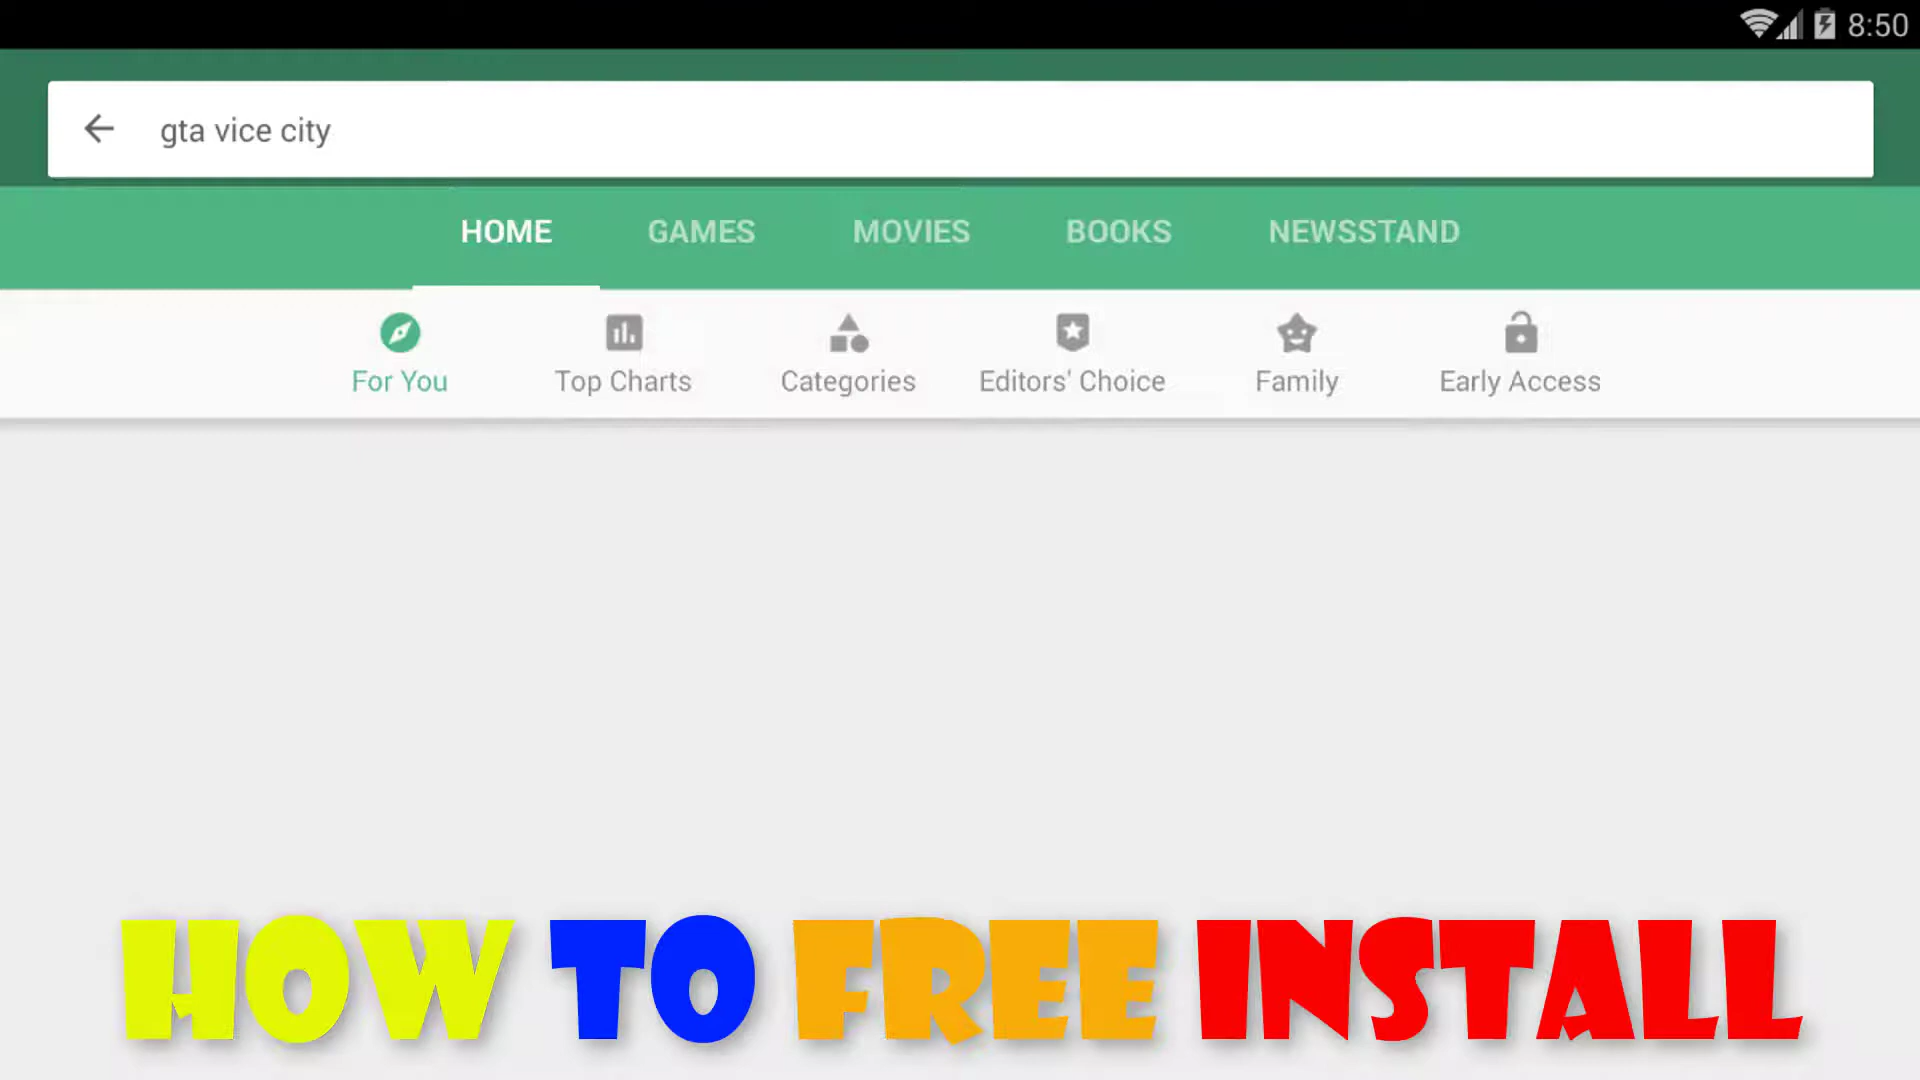 8:50
gta vice city
HOME GAMES MOVIES BOOKS NEWSSTAND
For You Top Charts Categories Editors' Choice Family Early Access
HOW TO FREE INSTALL